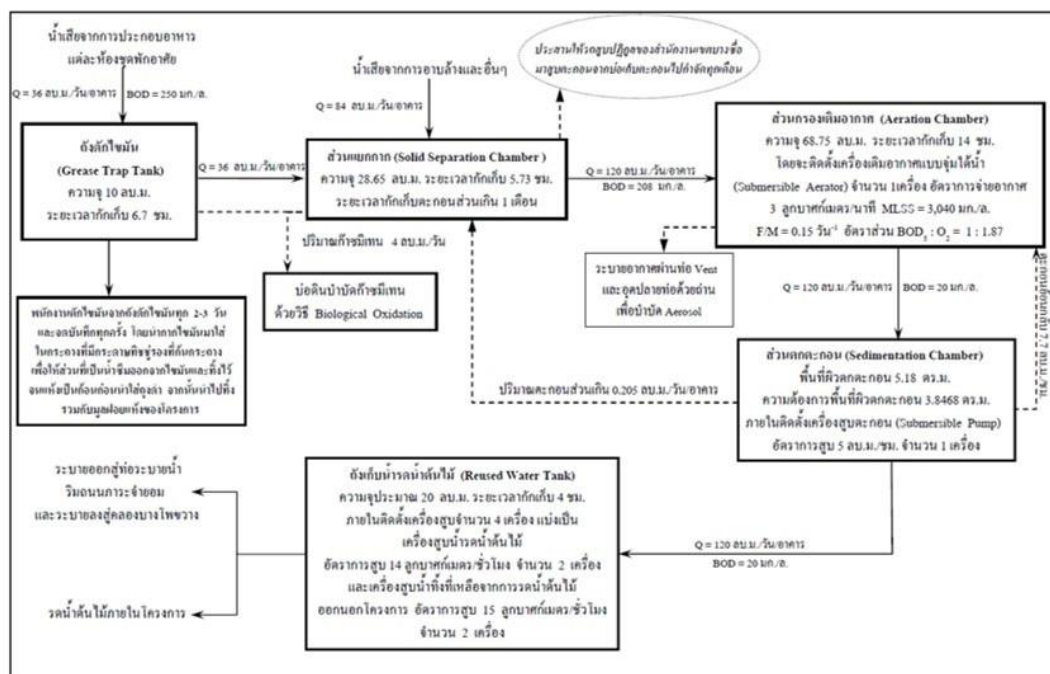 น้ำเสียจากการประกอบอาหาร
แต่ละห้องชุดพักอาศัย
Q = 36 ลบ.ม./วัน/อาคาร
BOD = 250 มก./ล.
ถังดักไขมัน
(Grease Trap Tank)
ความจุ 10 ลบ.ม.
ระยะเวลากักเก็บ 6.7 ชม.
Q = 36 ลบ.ม./วัน/อาคาร
น้ำเสียจากการอาบล้างและอื่นๆ
Q = 84 ลบ.ม./วัน/อาคาร
ประสานให้รถสูบปฏิกูลของสำนักงานเขตบางซื่อ
มาสูบตะกอนจากบ่อเก็บตะกอนไปกำจัดทุกเดือน
ส่วนแยกกาก (Solid Separation Chamber )
ความจุ 28.65 ลบ.ม. ระยะเวลากักเก็บ 5.73 ชม.
ระยะเวลากักเก็บตะกอนส่วนเกิน 1 เดือน
Q = 120 ลบ.ม./วัน/อาคาร
BOD = 208 มก./ล.
ส่วนกรองเติมอากาศ (Aeration Chamber)
ความจุ 68.75 ลบ.ม. ระยะเวลากักเก็บ 14 ชม.
โดยจะติดตั้งเครื่องเติมอากาศแบบจุ่มใต้น้ำ
(Submersible Aerator) จำนวน 1เครื่อง อัตราการจ่ายอากาศ
3 ลูกบาศก์เมตร/นาที MLSS = 3,040 มก./ล.
F/M = 0.15 วัน⁻¹ อัตราส่วน BOD₅ : O₂ = 1 : 1.87
ปริมาณก๊าซมีเทน 4 ลบ.ม./วัน
บ่อดินบำบัดก๊าซมีเทน
ด้วยวิธี Biological Oxidation
ระบายอากาศผ่านท่อ Vent
และอุดปลายท่อด้วยถ่าน
เพื่อบำบัด Aerosol
Q = 120 ลบ.ม./วัน/อาคาร
BOD = 20 มก./ล.
ตะกอนย้อนกลับ 7.7 ลบ.ม./ชม.
พนักงานตักไขมันจากถังดักไขมันทุก 2-3 วัน
และจดบันทึกทุกครั้ง โดยนำกากไขมันมาใส่
ในกระถางที่มีกระดาษทิชชู่รองที่ก้นกระถาง
เพื่อให้ส่วนที่เป็นน้ำซึมออกจากไขมันและทิ้งไว้
จนแห้งเป็นก้อนก่อนนำใส่ถุงดำ จากนั้นนำไปทิ้ง
รวมกับมูลฝอยแห้งของโครงการ
ปริมาณตะกอนส่วนเกิน 0.205 ลบ.ม./วัน/อาคาร
ส่วนตกตะกอน (Sedimentation Chamber)
พื้นที่ผิวตกตะกอน 5.18 ตร.ม.
ความต้องการพื้นที่ผิวตกตะกอน 3.8468 ตร.ม.
ภายในติดตั้งเครื่องสูบตะกอน (Submersible Pump)
อัตราการสูบ 5 ลบ.ม./ชม. จำนวน 1 เครื่อง
Q = 120 ลบ.ม./วัน/อาคาร
BOD = 20 มก./ล.
ถังเก็บน้ำรดน้ำต้นไม้ (Reused Water Tank)
ความจุประมาณ 20 ลบ.ม. ระยะเวลากักเก็บ 4 ชม.
ภายในติดตั้งเครื่องสูบจำนวน 4 เครื่อง แบ่งเป็น
เครื่องสูบน้ำรดน้ำต้นไม้
อัตราการสูบ 14 ลูกบาศก์เมตร/ชั่วโมง จำนวน 2 เครื่อง
และเครื่องสูบน้ำทิ้งที่เหลือจากการรดน้ำต้นไม้
ออกนอกโครงการ อัตราการสูบ 15 ลูกบาศก์เมตร/ชั่วโมง
จำนวน 2 เครื่อง
ระบายออกสู่ท่อระบายน้ำ
ริมถนนภาระจำยอม
และระบายลงสู่คลองบางโพขวาง
รดน้ำต้นไม้ภายในโครงการ